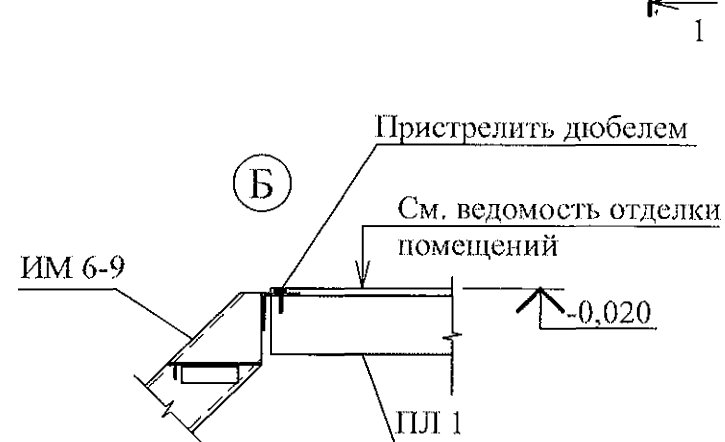 1
Пристрелить дюбелем
Б
См. ведомость отделки
помещений
ИМ 6-9
-0,020
ПЛ 1